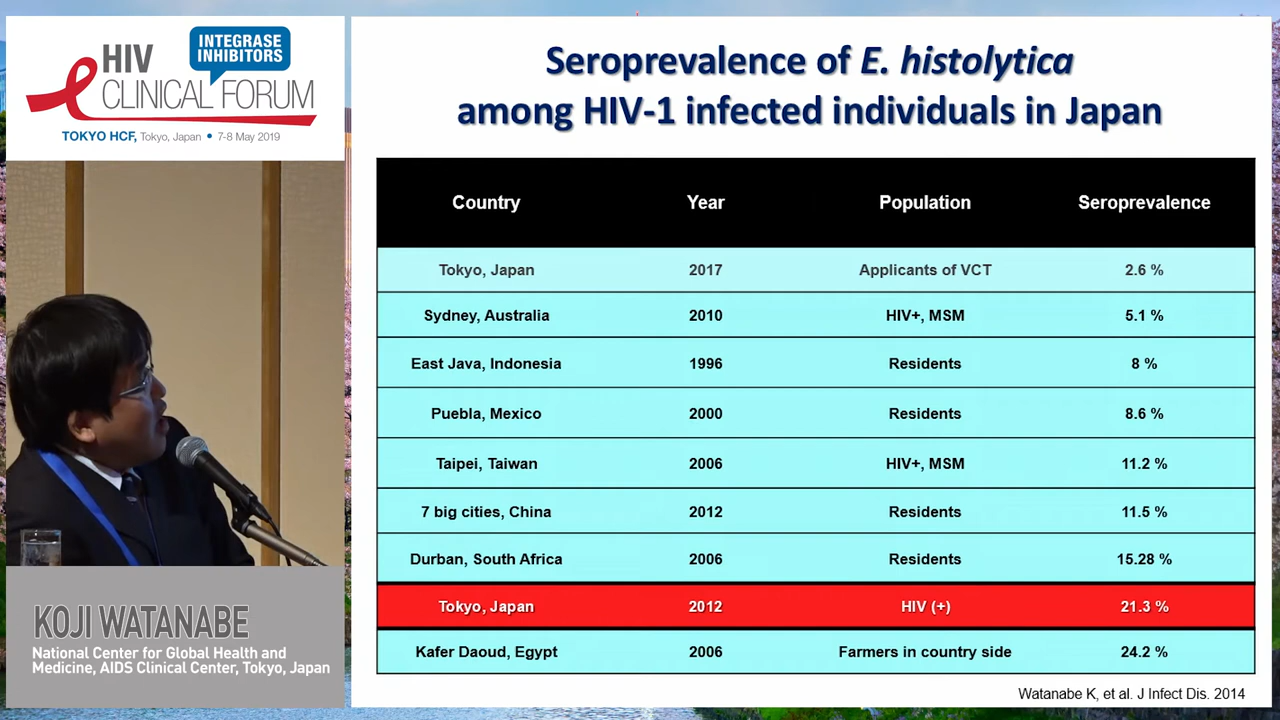 HIV
INTEGRASE
INHIBITORS
CLINICAL FORUM
TOKYO HCF, Tokyo, Japan • 7-8 May 2019
KOJI WATANABE
National Center for Global Health and
Medicine, AIDS Clinical Center, Tokyo, Japan
Seroprevalence of E. histolytica
among HIV-1 infected individuals in Japan
Country Year Population Seroprevalence
Tokyo, Japan 2017 Applicants of VCT 2.6 %
Sydney, Australia 2010 HIV+, MSM 5.1 %
East Java, Indonesia 1996 Residents 8 %
Puebla, Mexico 2000 Residents 8.6 %
Taipei, Taiwan 2006 HIV+, MSM 11.2 %
7 big cities, China 2012 Residents 11.5 %
Durban, South Africa 2006 Residents 15.28 %
Tokyo, Japan 2012 HIV (+) 21.3 %
Kafer Daoud, Egypt 2006 Farmers in country side 24.2 %
Watanabe K, et al. J Infect Dis. 2014